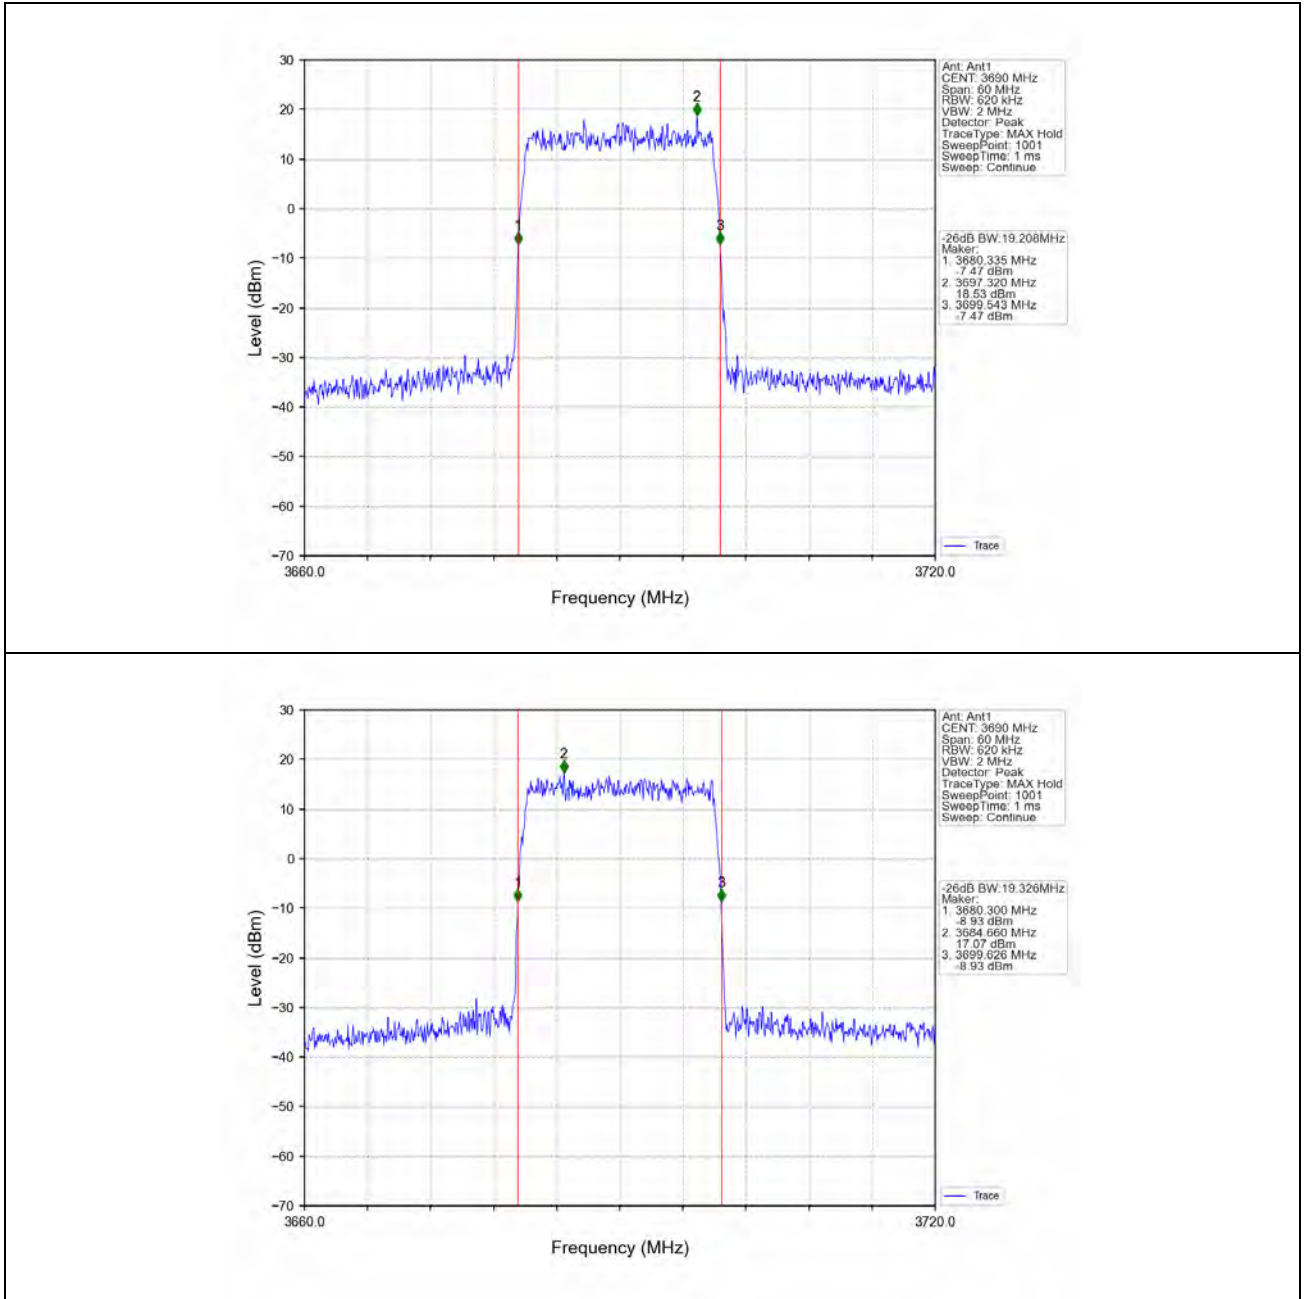 30
20
10
0
−10
−20
−30
−40
−50
−60
−70
Level (dBm)
3660.0
3720.0
Frequency (MHz)
1
2
3
Ant: Ant1
CENT: 3690 MHz
Span: 60 MHz
RBW: 620 kHz
VBW: 2 MHz
Detector: Peak
TraceType: MAX Hold
SweepPoint: 1001
SweepTime: 1 ms
Sweep: Continue
-26dB BW:19.208MHz
Maker:
1. 3680.335 MHz
-7.47 dBm
2. 3697.320 MHz
18.53 dBm
3. 3699.543 MHz
-7.47 dBm
Trace
30
20
10
0
−10
−20
−30
−40
−50
−60
−70
Level (dBm)
3660.0
3720.0
Frequency (MHz)
1
2
3
Ant: Ant1
CENT: 3690 MHz
Span: 60 MHz
RBW: 620 kHz
VBW: 2 MHz
Detector: Peak
TraceType: MAX Hold
SweepPoint: 1001
SweepTime: 1 ms
Sweep: Continue
-26dB BW:19.326MHz
Maker:
1. 3680.300 MHz
-8.93 dBm
2. 3684.660 MHz
17.07 dBm
3. 3699.626 MHz
-8.93 dBm
Trace